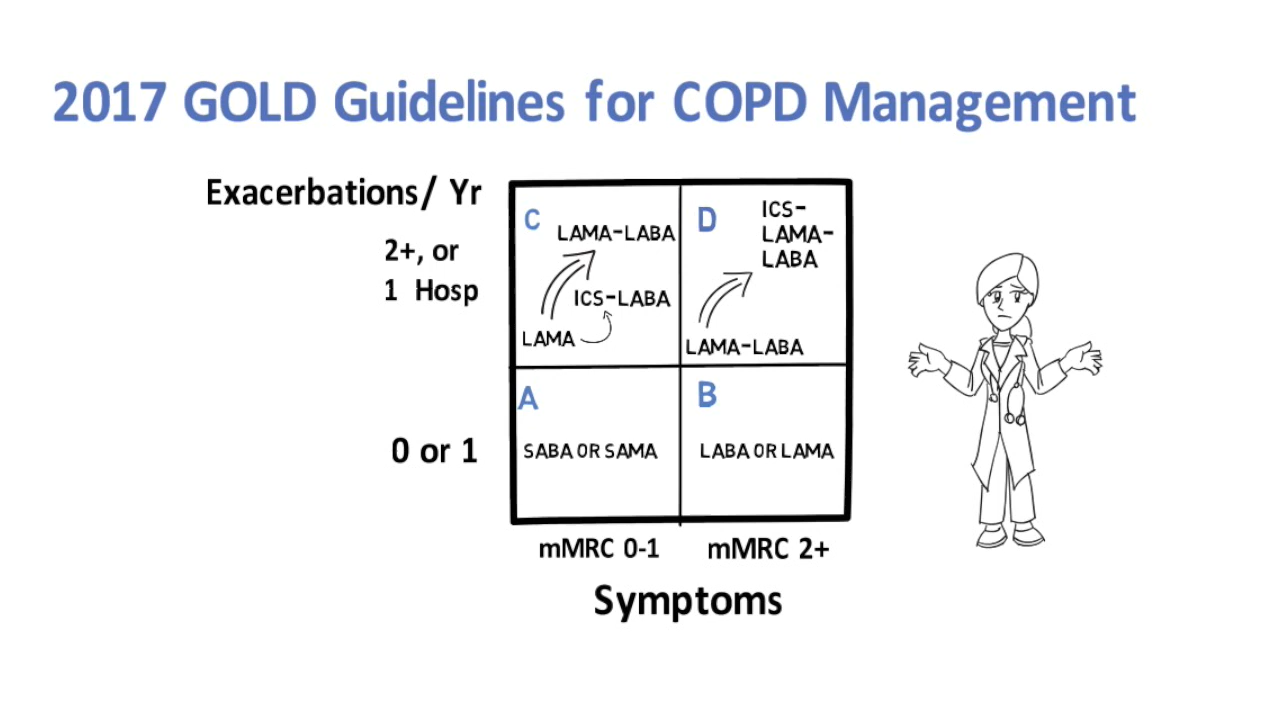 2017 GOLD Guidelines for COPD Management
Exacerbations/ Yr
2+, or
1 Hosp
C
LAMA-LABA
ICS-LABA
LAMA
D
ICS-
LAMA-
LABA
LAMA-LABA
0 or 1
A
SABA OR SAMA
B
LABA OR LAMA
mMRC 0-1
mMRC 2+
Symptoms